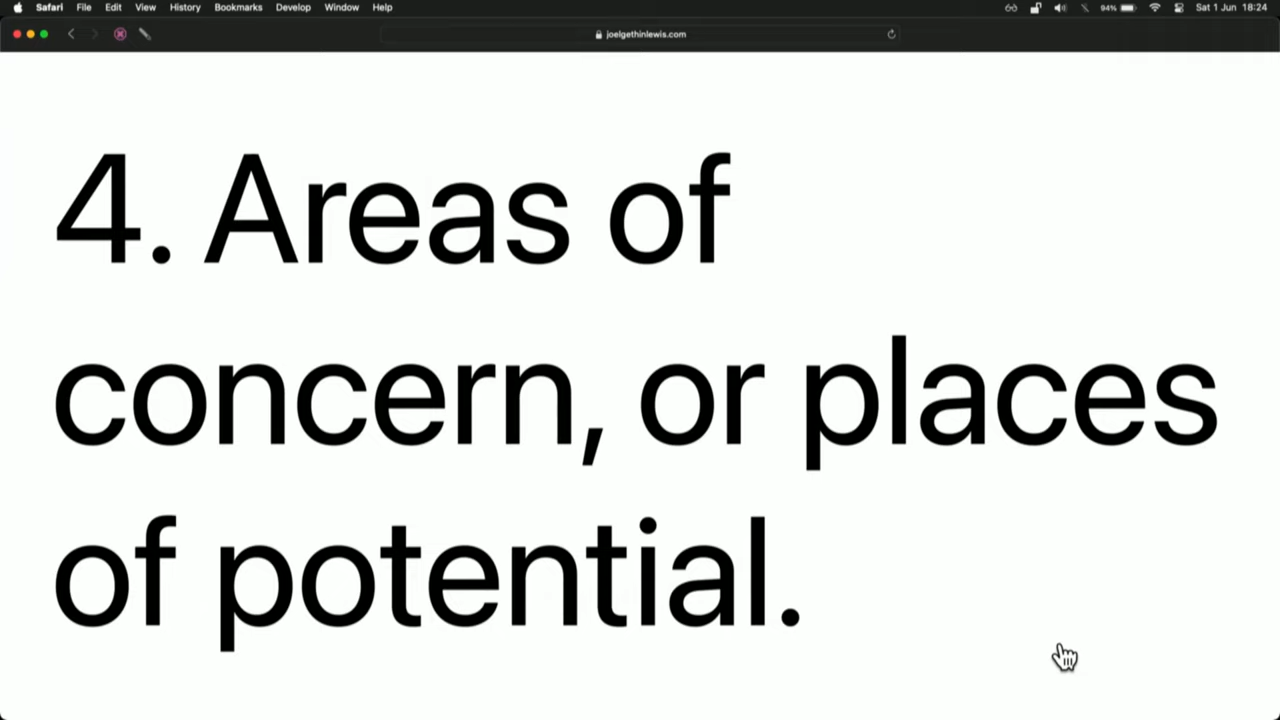 Safari File Edit View History Bookmarks Develop Window Help 94% Sat 1 Jun 18:24
joelgethinlewis.com
4. Areas of
concern, or places
of potential.